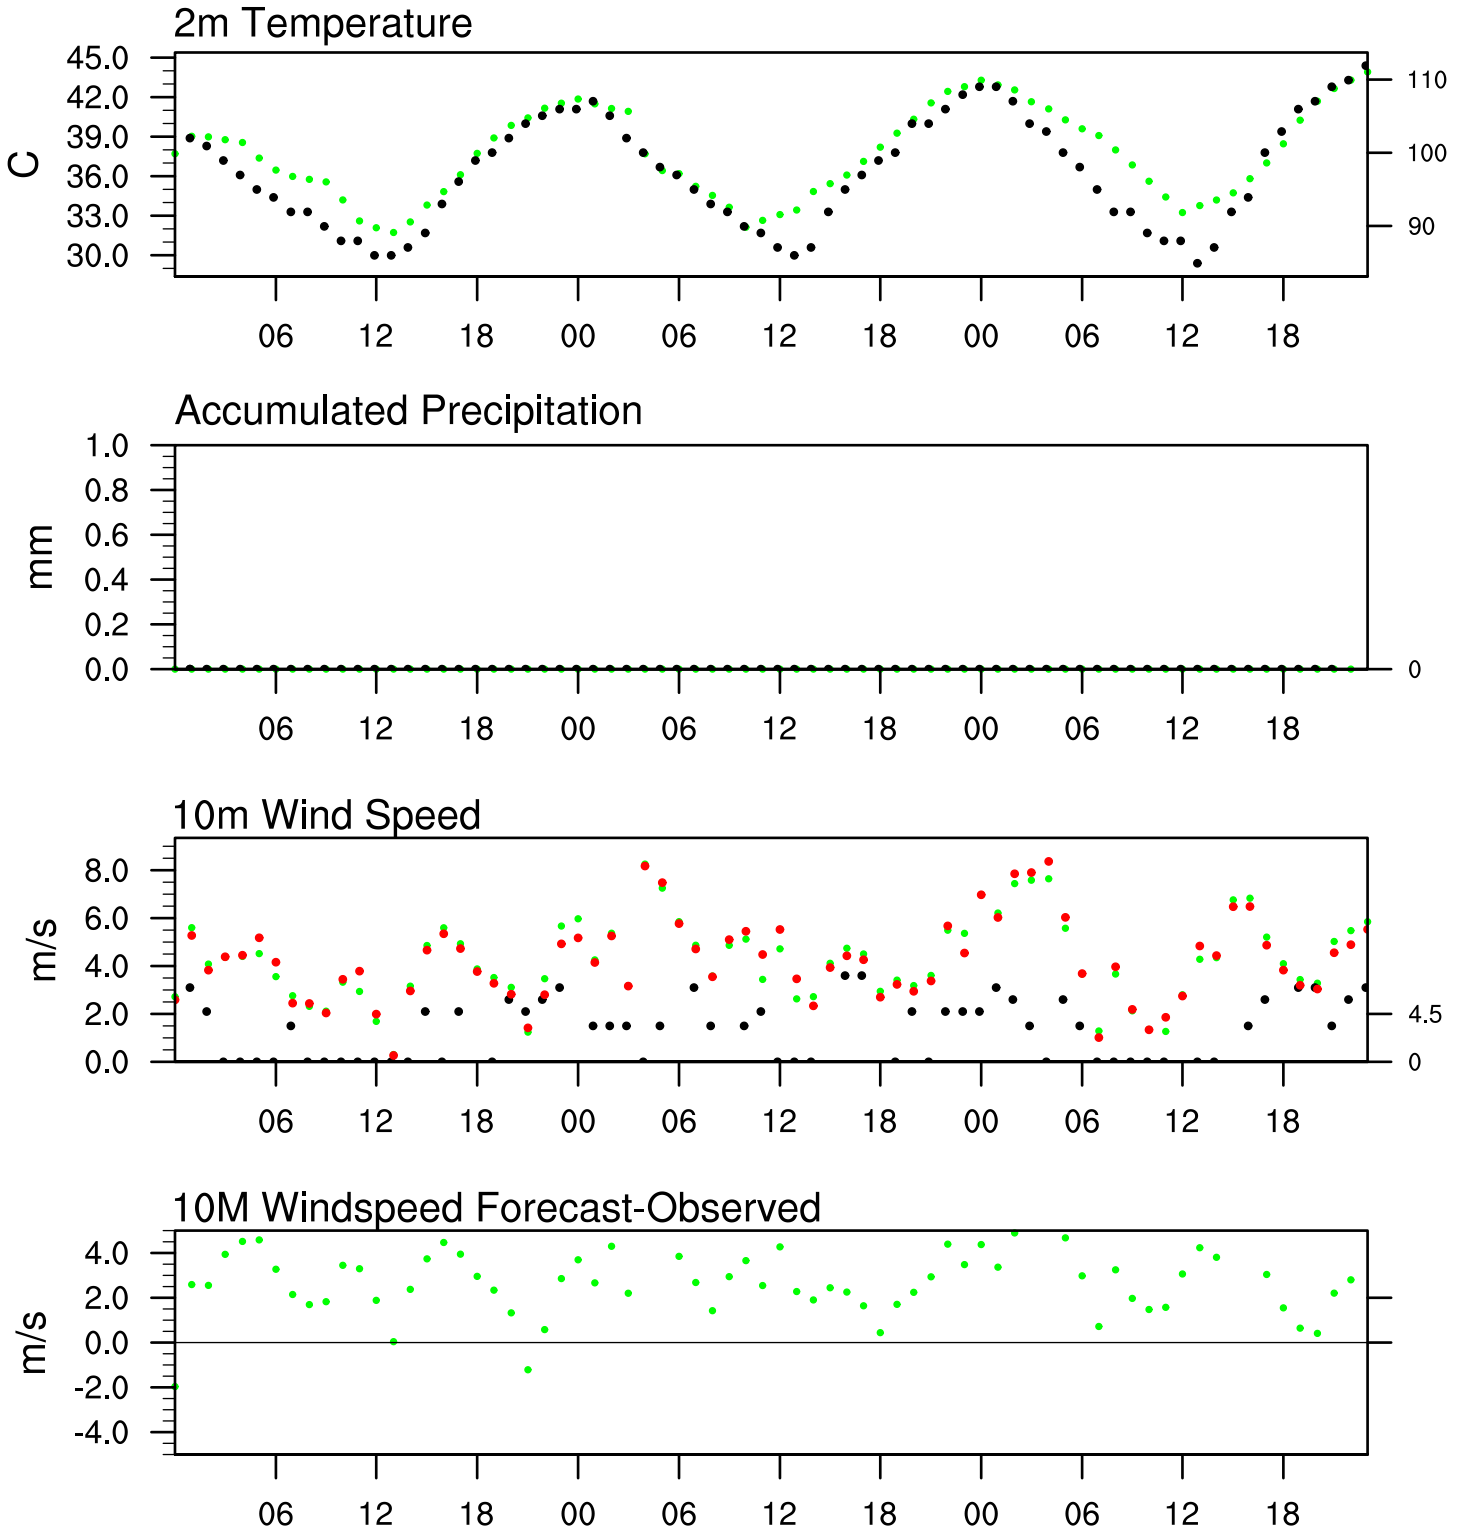 2m Temperature
45.0
42.0
39.0
36.0
33.0
30.0
C
110
100
90
06 12 18 00 06 12 18 00 06 12 18
Accumulated Precipitation
1.0
0.8
0.6
0.4
0.2
0.0
mm
0
06 12 18 00 06 12 18 00 06 12 18
10m Wind Speed
8.0
6.0
4.0
2.0
0.0
m/s
4.5
0
06 12 18 00 06 12 18 00 06 12 18
10M Windspeed Forecast-Observed
4.0
2.0
0.0
-2.0
-4.0
m/s
06 12 18 00 06 12 18 00 06 12 18